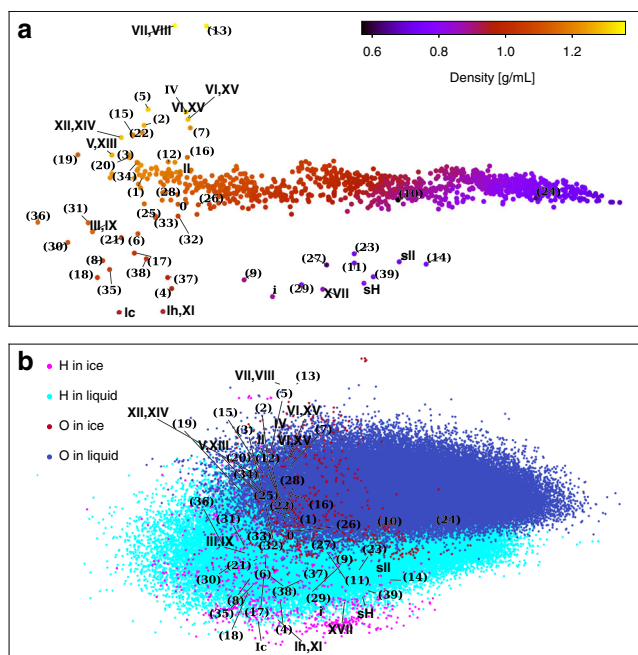 a
VII,VIII
(13)
0.6
0.8
1.0
1.2
Density [g/mL]
(5)
IV
VI,XV
(15)
(2)
VI,XV
XII,XIV
(22)
(7)
V,XIII
(19)
(3)
(12)
(16)
(20)
II
(34)
(1)
(28)
(26)
(10)
(24)
(36)
(31)
(25)
0
III,IX
(33)
(30)
(21)
(6)
(32)
(8)
(17)
(23)
sII
(18)
(38)
(27)
(11)
(14)
(35)
(37)
(9)
(39)
(4)
i
(29)
XVII
sH
Ic
Ih,XI
b
H in ice
H in liquid
O in ice
O in liquid
VII,VIII
(13)
(5)
XII,XIV
(15)
(2)
VI,XV
(19)
(3)
IV
(7)
V,XIII
II
VI,XV
(20)
(12)
(34)
(28)
(36)
(25)
(22)
(16)
(31)
(1)
(26)
(10)
(24)
III,IX
(33)
0
(32)
(27)
(23)
(21)
(9)
sII
(30)
(6)
(37)
(11)
(14)
(8)
(38)
(29)
(39)
(35)
(17)
i
sH
(18)
(4)
XVII
Ic
Ih,XI